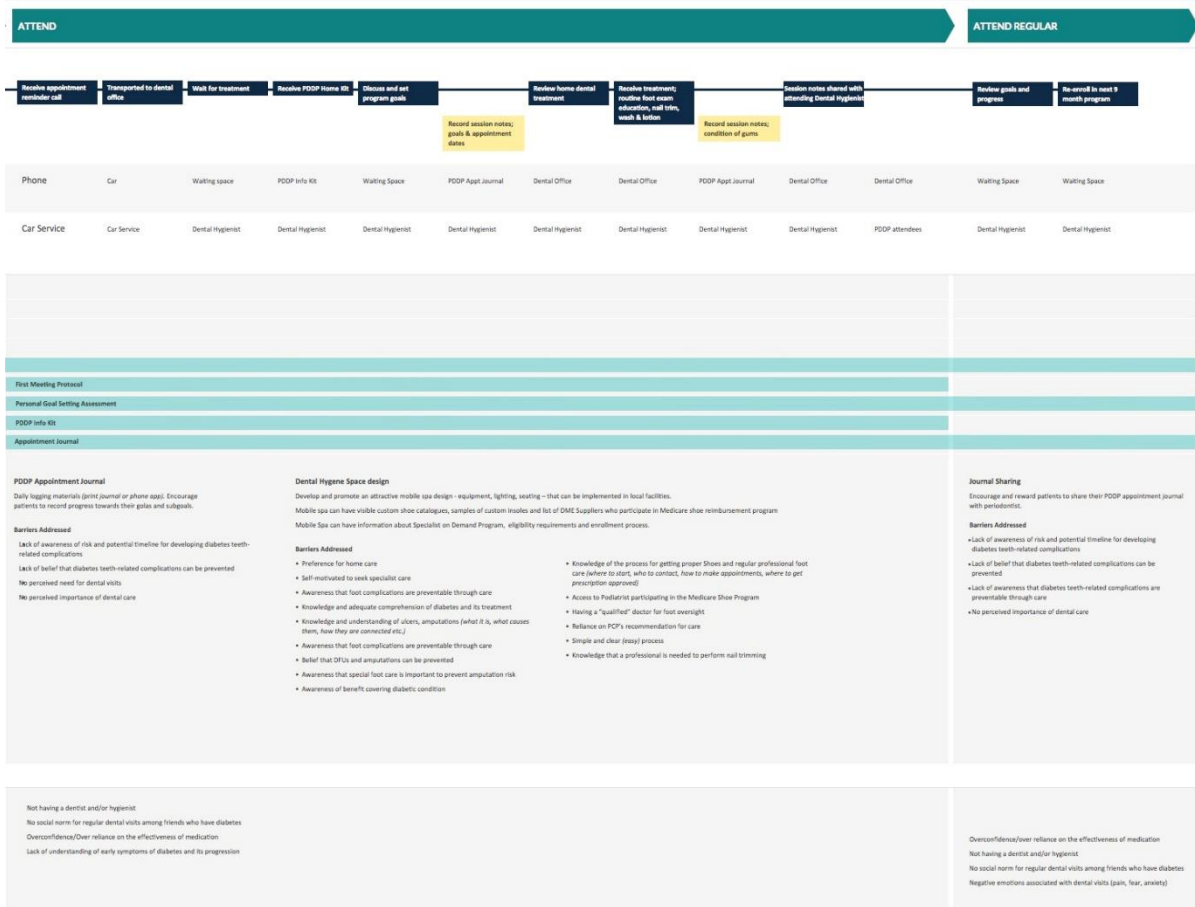 ATTEND
ATTEND REGULAR
Receive appointment
reminder call
Transported to dental
office
Wait for treatment
Receive PDDP Home Kit
Discuss and set
program goals
Record session notes;
goals & appointment
dates
Review home dental
treatment
Receive treatment;
routine foot exam
education, nail trim,
wash & lotion
Record session notes;
condition of gums
Session notes shared with
attending Dental Hygienist
Review goals and
progress
Re-enroll in next 9
month program
Phone
Car
Waiting space
PDDP Info Kit
Waiting Space
PDDP Appt Journal
Dental Office
Dental Office
PDDP Appt Journal
Dental Office
Dental Office
Waiting Space
Waiting Space
Car Service
Car Service
Dental Hygienist
Dental Hygienist
Dental Hygienist
Dental Hygienist
Dental Hygienist
Dental Hygienist
Dental Hygienist
Dental Hygienist
PDDP attendees
Dental Hygienist
Dental Hygienist
First Meeting Protocol
Personal Goal Setting Assessment
PDDP Info Kit
Appointment Journal
PDDP Appointment Journal
Daily logging materials (print journal or phone app). Encourage
patients to record progress towards their golas and subgoals.
Barriers Addressed
Lack of awareness of risk and potential timeline for developing diabetes teeth-
related complications
Lack of belief that diabetes teeth-related complications can be prevented
No perceived need for dental visits
No perceived importance of dental care
Dental Hygene Space design
Develop and promote an attractive mobile spa design - equipment, lighting, seating – that can be implemented in local facilities.
Mobile spa can have visible custom shoe catalogues, samples of custom insoles and list of DME Suppliers who participate in Medicare shoe reimbursement program
Mobile Spa can have information about Specialist on Demand Program, eligibility requirements and enrollment process.
Barriers Addressed
• Preference for home care
• Self-motivated to seek specialist care
• Awareness that foot complications are preventable through care
• Knowledge and adequate comprehension of diabetes and its treatment
• Knowledge and understanding of ulcers, amputations (what it is, what causes
them, how they are connected etc.)
• Awareness that foot complications are preventable through care
• Belief that DFUs and amputations can be prevented
• Awareness that special foot care is important to prevent amputation risk
• Awareness of benefit covering diabetic condition
• Knowledge of the process for getting proper Shoes and regular professional foot
care (where to start, who to contact, how to make appointments, where to get
prescription approved)
• Access to Podiatrist participating in the Medicare Shoe Program
• Having a "qualified" doctor for foot oversight
• Reliance on PCP's recommendation for care
• Simple and clear (easy) process
• Knowledge that a professional is needed to perform nail trimming
Journal Sharing
Encourage and reward patients to share their PDDP appointment journal
with periodontist.
Barriers Addressed
•Lack of awareness of risk and potential timeline for developing
diabetes teeth-related complications
•Lack of belief that diabetes teeth-related complications can be
prevented
•Lack of awareness that diabetes teeth-related complications are
preventable through care
•No perceived importance of dental care
Not having a dentist and/or hygienist
No social norm for regular dental visits among friends who have diabetes
Overconfidence/Over reliance on the effectiveness of medication
Lack of understanding of early symptoms of diabetes and its progression
Overconfidence/over reliance on the effectiveness of medication
Not having a dentist and/or hygienist
No social norm for regular dental visits among friends who have diabetes
Negative emotions associated with dental visits (pain, fear, anxiety)